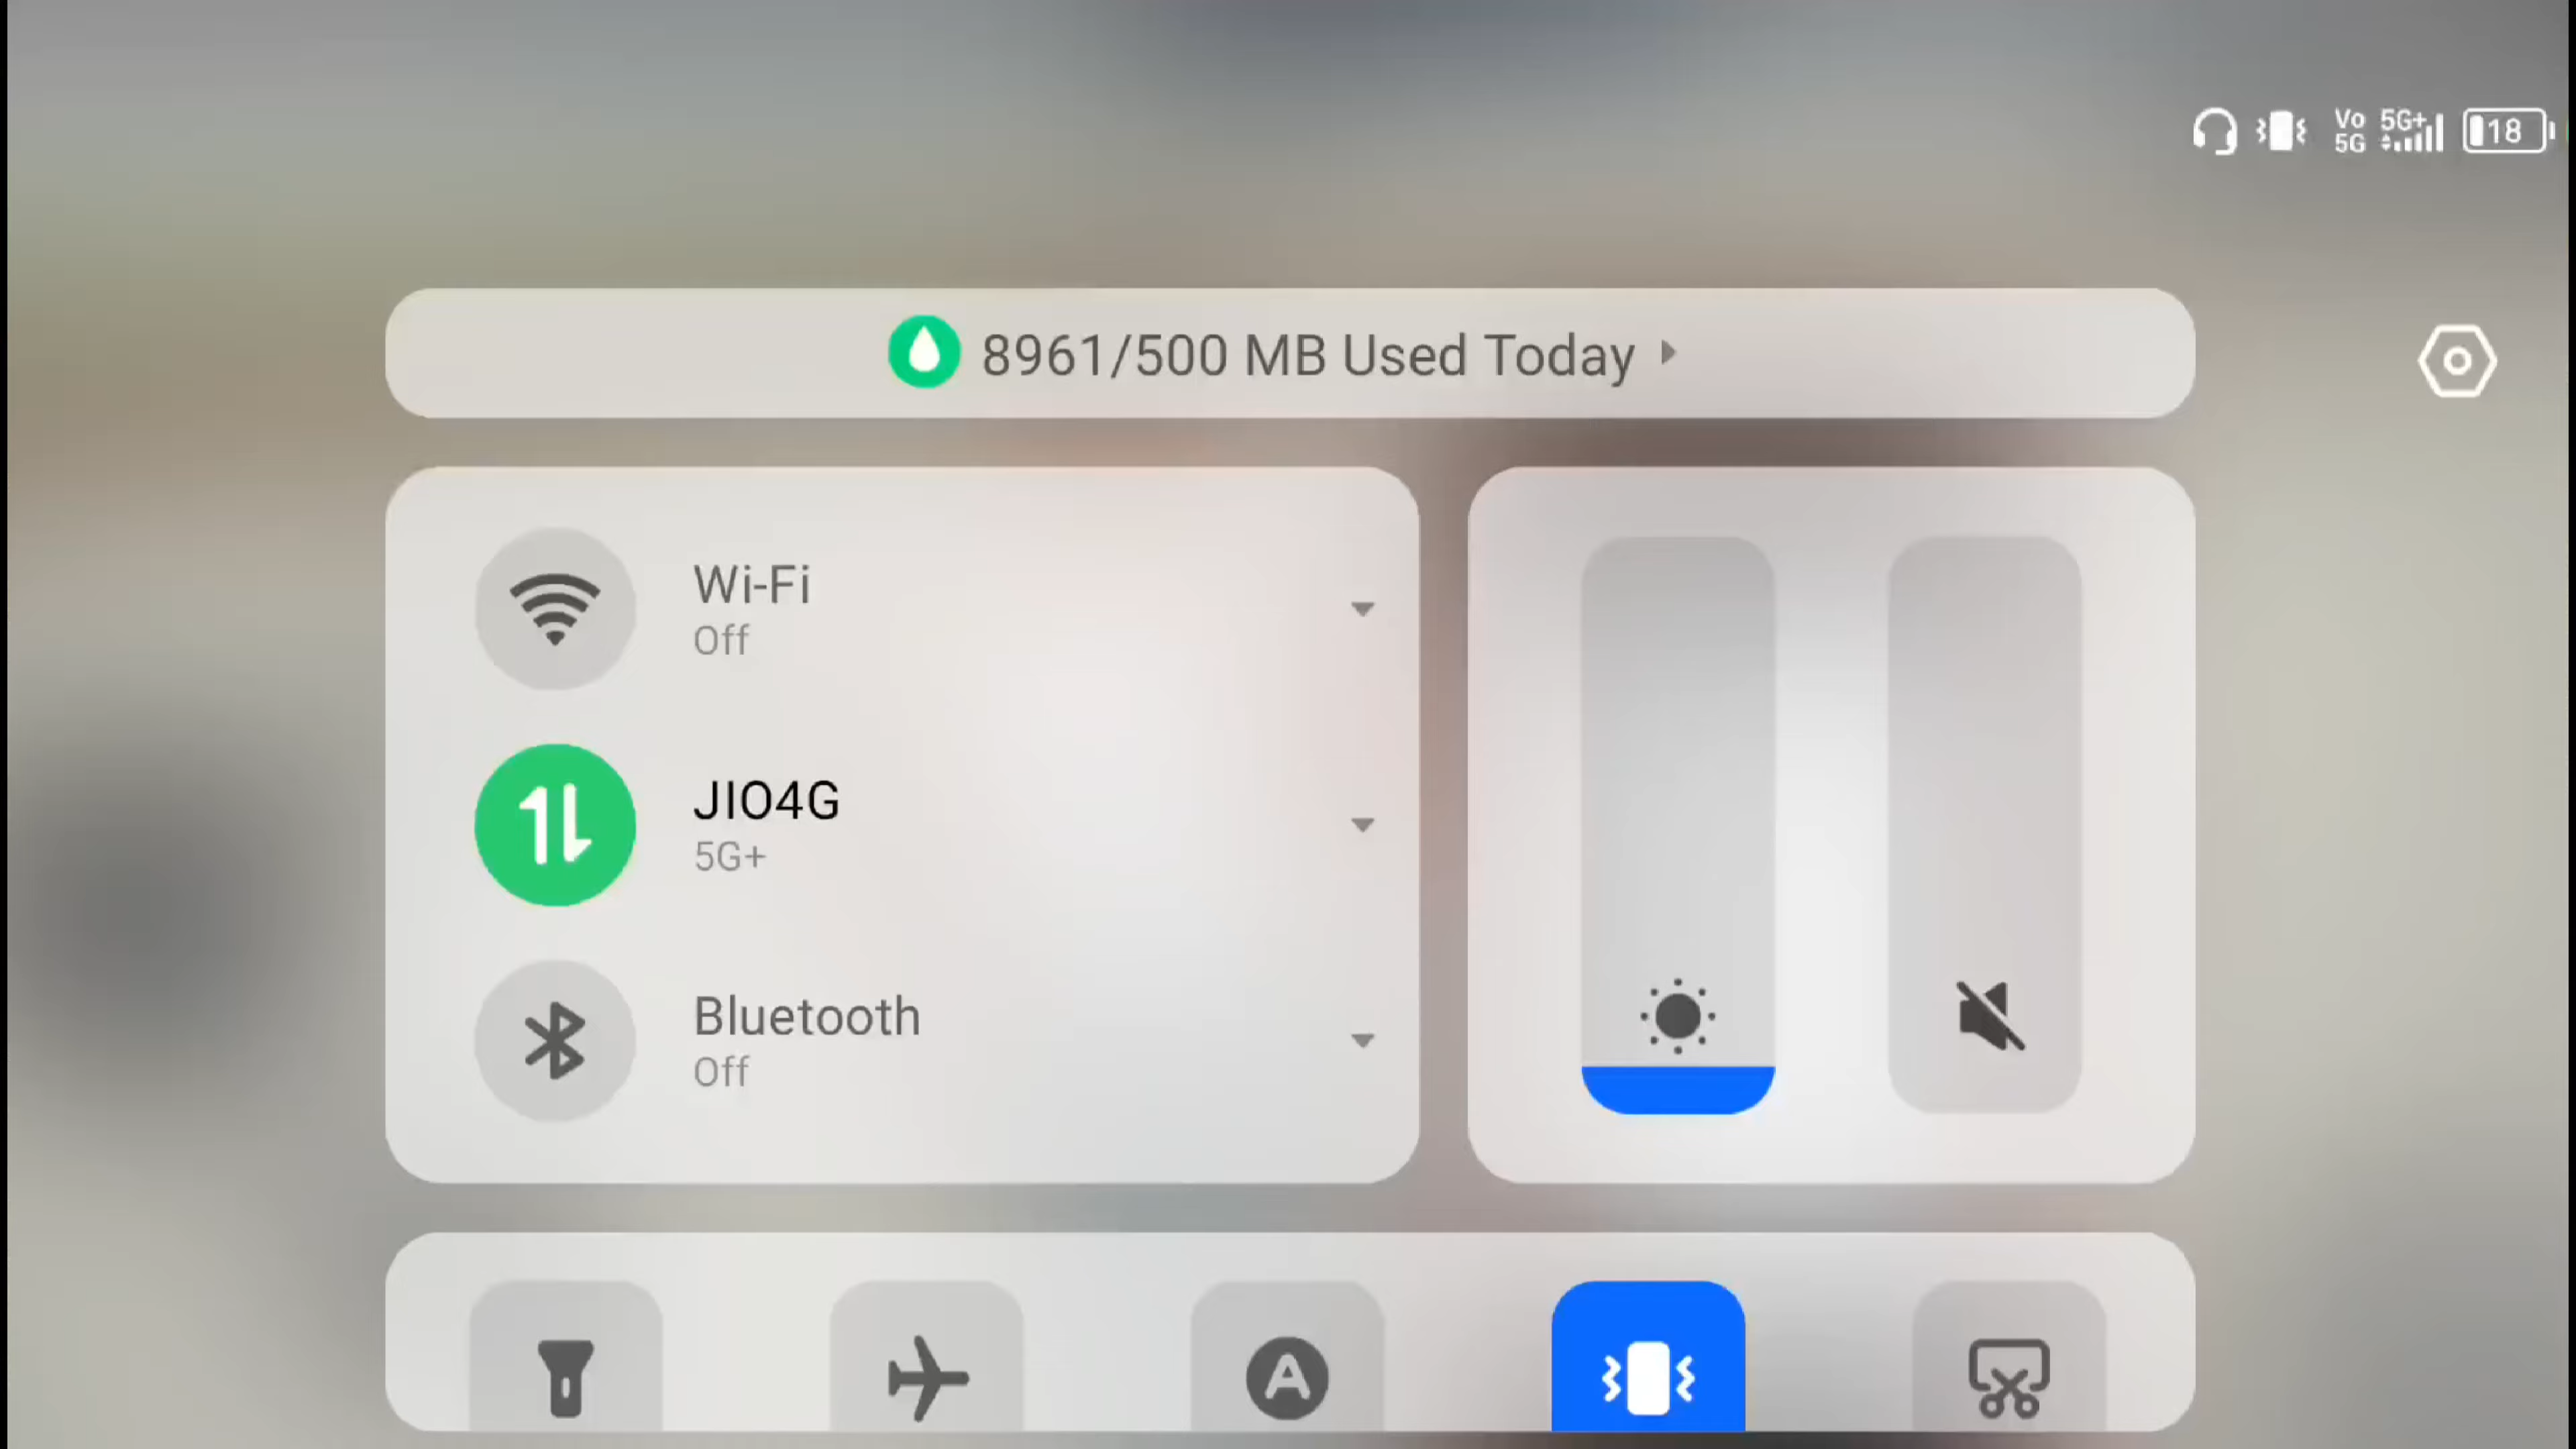 Vo 5G 5G+ 18
8961/500 MB Used Today
Wi-Fi
Off
JIO4G
5G+
Bluetooth
Off
A